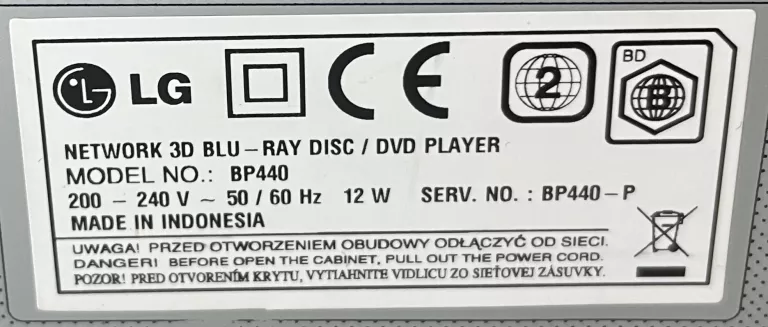 LG CE 2 BD B
NETWORK 3D BLU-RAY DISC / DVD PLAYER
MODEL NO.: BP440
200 - 240 V ~ 50 / 60 Hz 12 W SERV. NO. : BP440-P
MADE IN INDONESIA
UWAGA! PRZED OTWORZENIEM OBUDOWY ODŁĄCZYĆ OD SIECI.
DANGER! BEFORE OPEN THE CABINET, PULL OUT THE POWER CORD.
POZOR! PRED OTVORENÍM KRYTU, VYTIAHNITE VIDLICU ZO SIEŤOVEJ ZÁSUVKY.